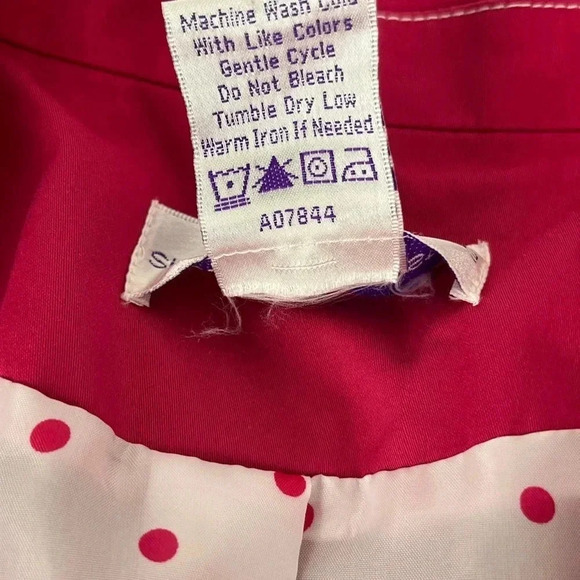 Machine Wash Cold
With Like Colors
Gentle Cycle
Do Not Bleach
Tumble Dry Low
Warm Iron If Needed
A07844